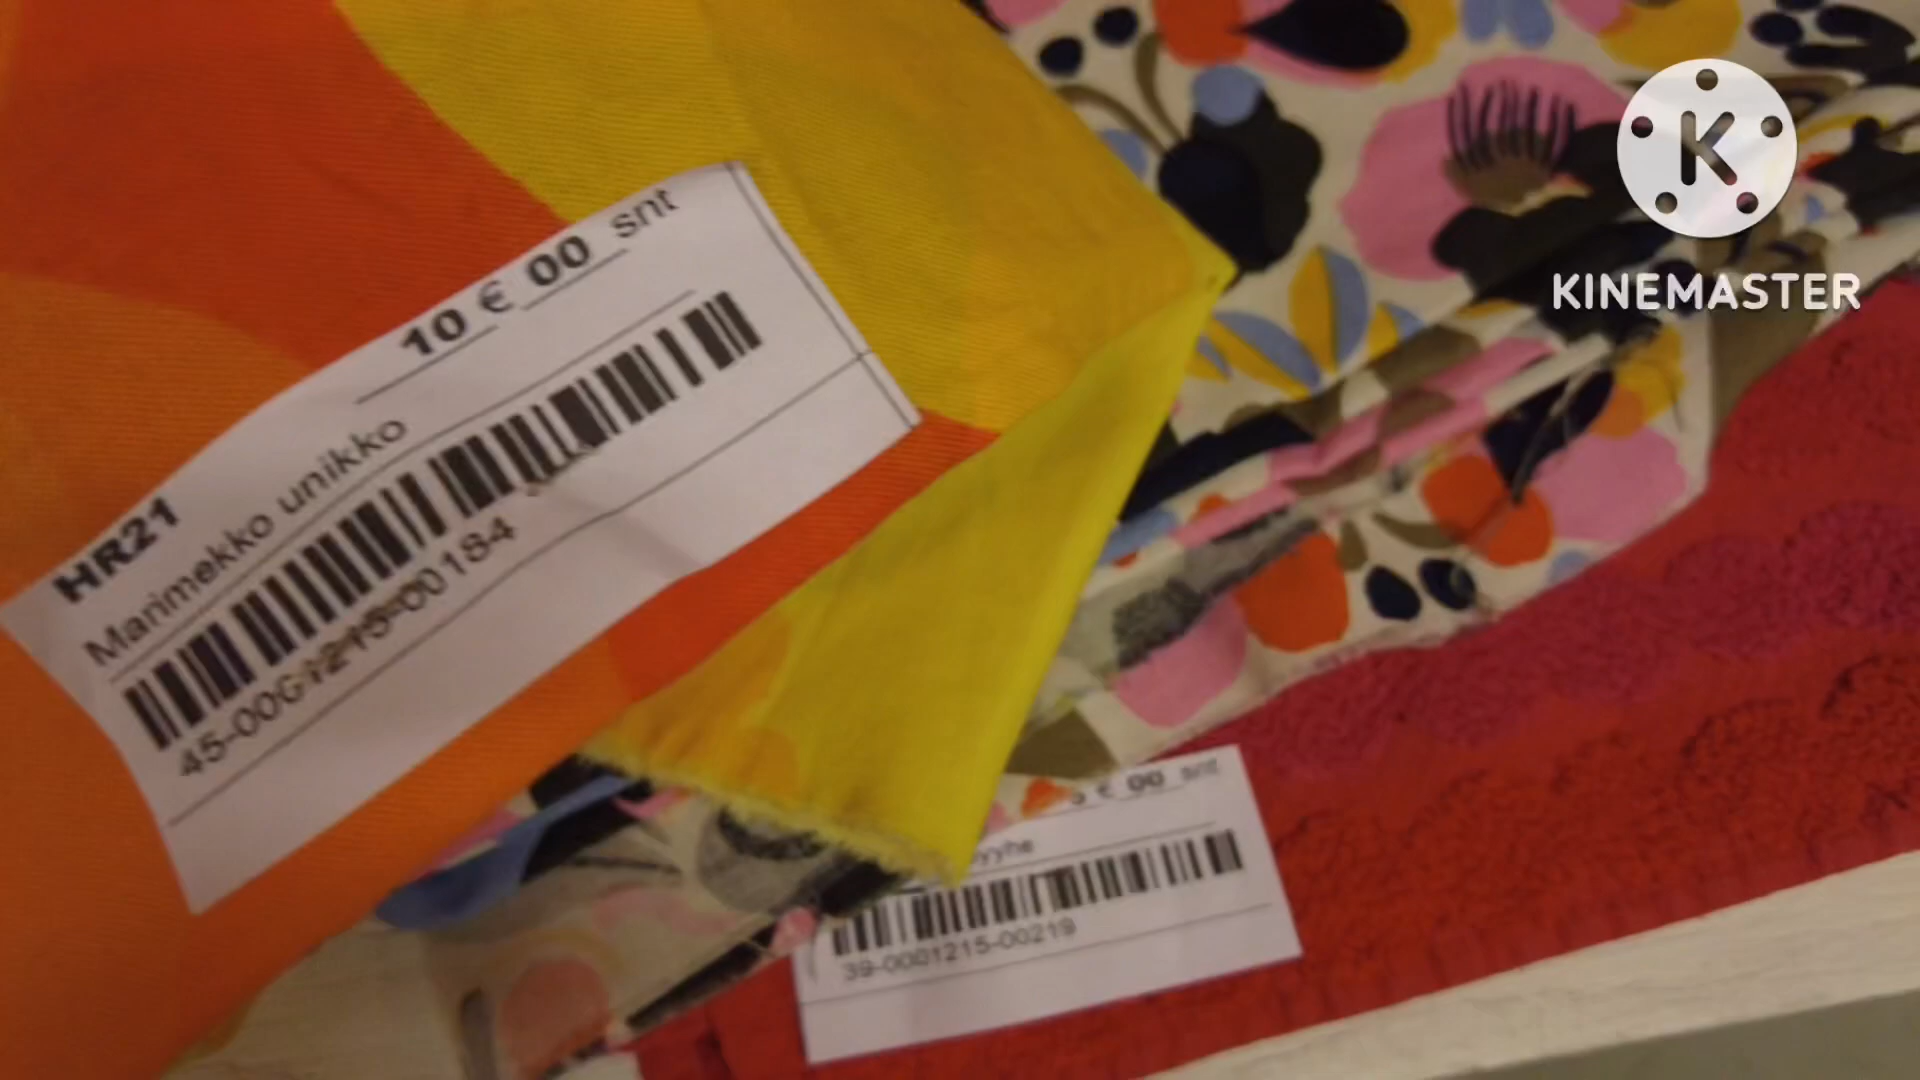 10 € 00 snt
HR21
Marimekko unikko
45-0001215-00184
€ 00 snt
39-0001215-00219
K
KINEMASTER